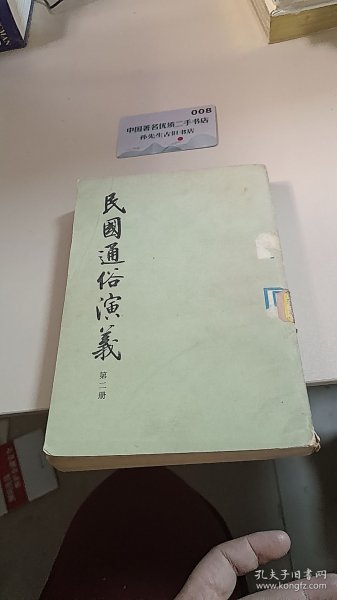 008
中国著名优质二手书店
孙先生古旧书店
民國通俗演義
第二册
孔夫子旧书网
www.kongfz.com